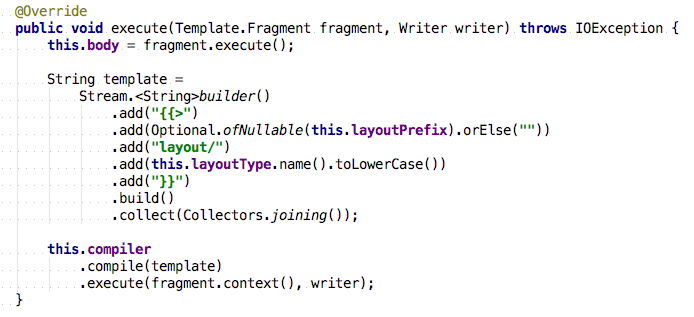 @Override
public void execute(Template.Fragment fragment, Writer writer) throws IOException {
    this.body = fragment.execute();

    String template =
        Stream.<String>builder()
            .add("{{>")
            .add(Optional.ofNullable(this.layoutPrefix).orElse(""))
            .add("layout/")
            .add(this.layoutType.name().toLowerCase())
            .add("}}")
            .build()
            .collect(Collectors.joining());

    this.compiler
        .compile(template)
        .execute(fragment.context(), writer);
}